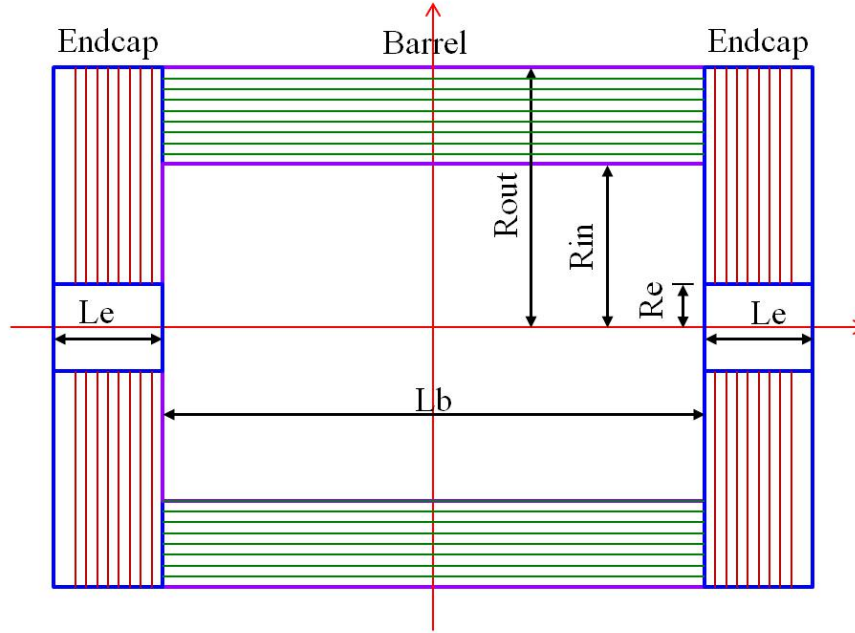 Endcap
Barrel
Endcap
Rout
Rin
Re
Le
Le
Lb